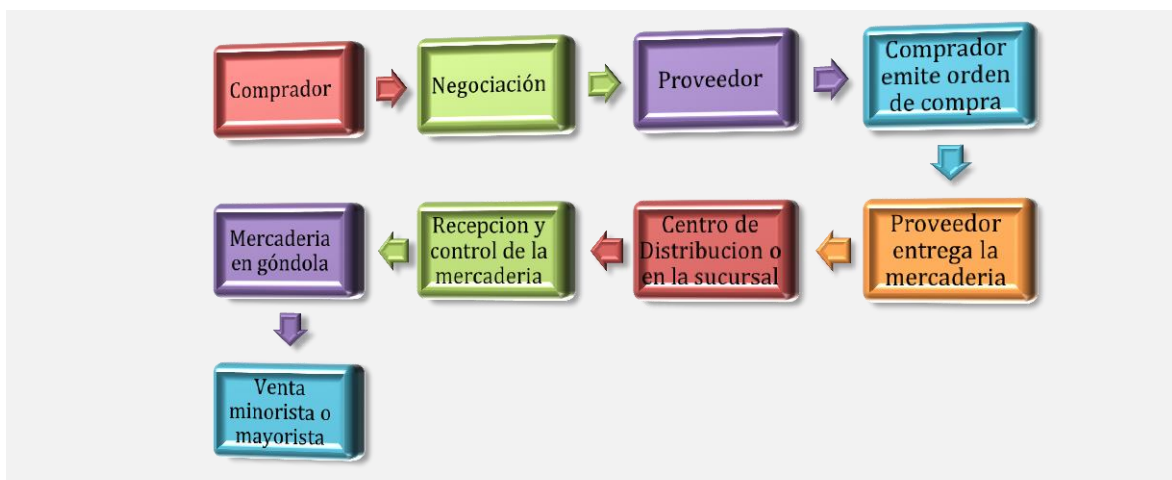 Comprador
Negociación
Proveedor
Comprador
emite orden
de compra
Proveedor
entrega la
mercaderia
Centro de
Distribucion o
en la sucursal
Recepcion y
control de la
mercaderia
Mercaderia
en góndola
Venta
minorista o
mayorista